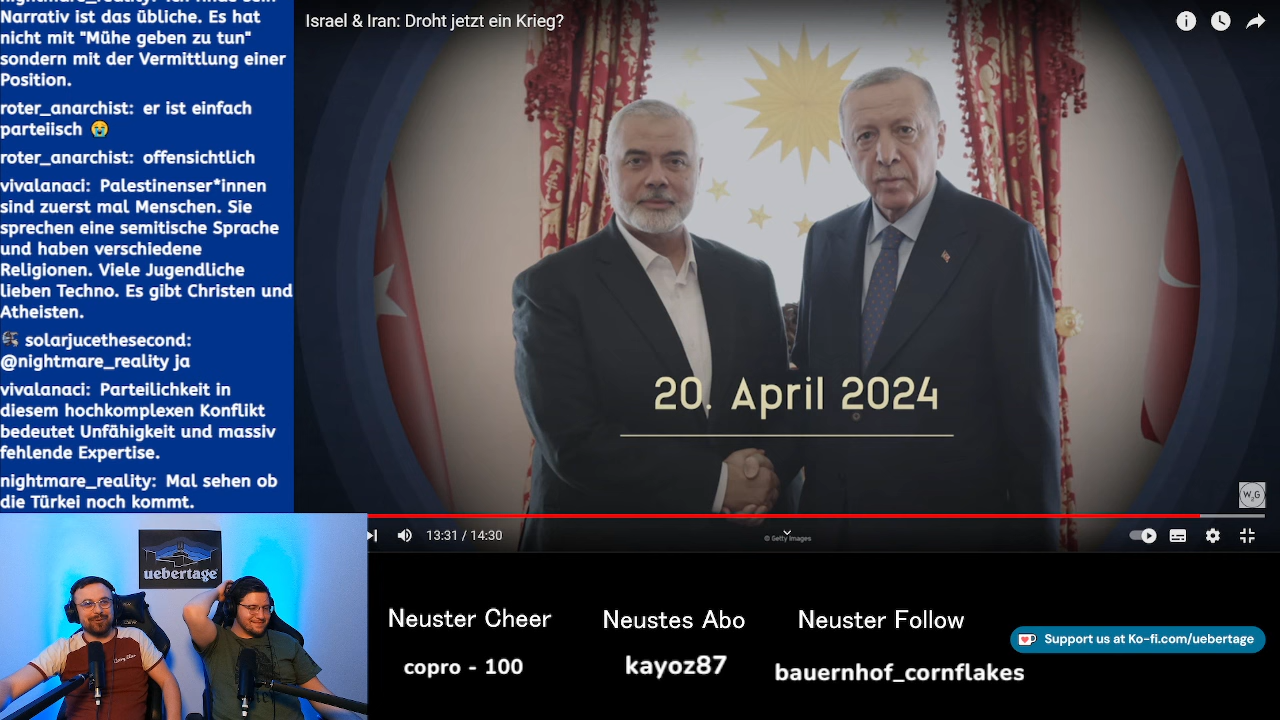 Narrativ ist das übliche. Es hat
nicht mit "Mühe geben zu tun"
sondern mit der Vermittlung einer
Position.
roter_anarchist: er ist einfach
parteiisch 😭
roter_anarchist: offensichtlich
vivalanaci: Palestinenser*innen
sind zuerst mal Menschen. Sie
sprechen eine semitische Sprache
und haben verschiedene
Religionen. Viele Jugendliche
lieben Techno. Es gibt Christen und
Atheisten.
solarjucethesecond:
@nightmare_reality ja
vivalanaci: Parteilichkeit in
diesem hochkomplexen Konflikt
bedeutet Unfähigkeit und massiv
fehlende Expertise.
nightmare_reality: Mal sehen ob
die Türkei noch kommt.
Israel & Iran: Droht jetzt ein Krieg?
20. April 2024
W2G
13:31 / 14:30
© Getty Images
uebertage
Neuster Cheer
copro - 100
Neustes Abo
kayoz87
Neuster Follow
bauernhof_cornflakes
Support us at Ko-fi.com/uebertage